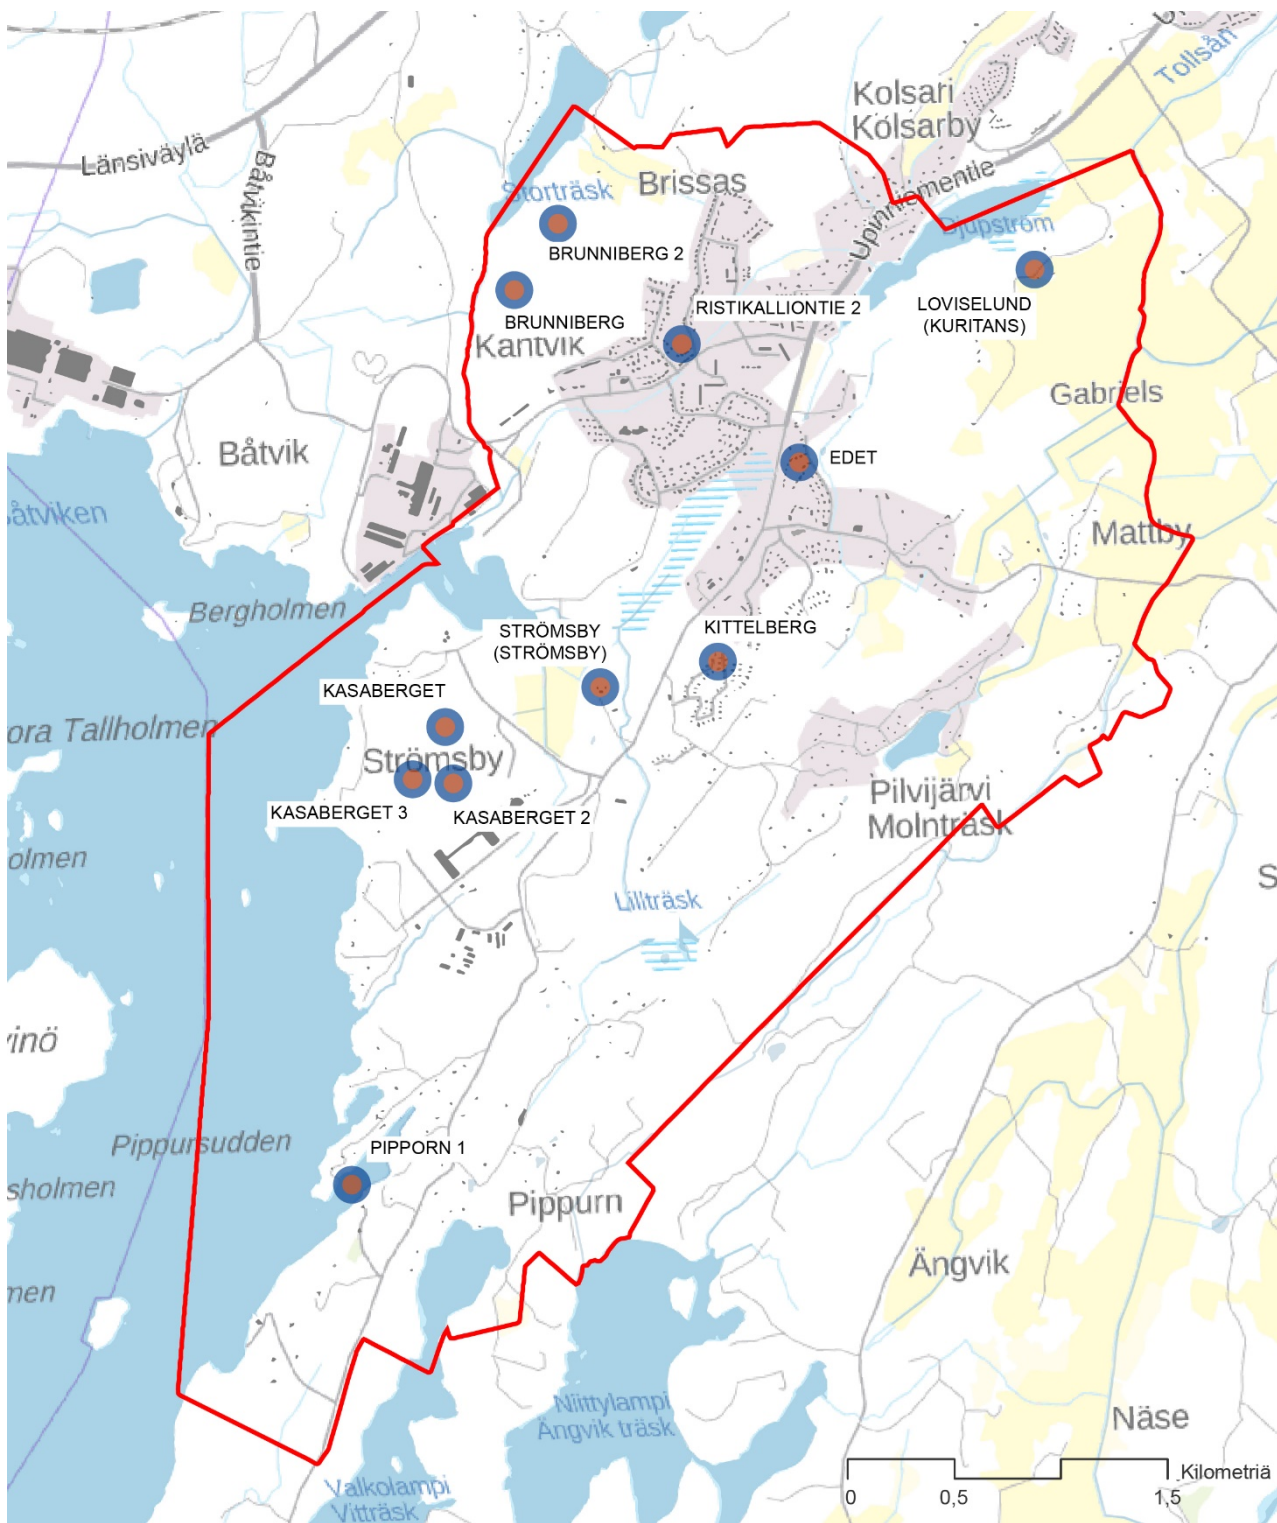 Kolsari
Kolsarby
Tollsån
Länsiväylä
Båtvikintie
Storträsk
Brissas
Upinniementie
Djupström
BRUNNIBERG 2
BRUNNIBERG
RISTIKALLIONTIE 2
LOVISELUND
(KURITANS)
Kantvik
Gabriels
Båtvik
EDET
åtviken
Mattby
Bergholmen
STRÖMSBY
(STRÖMSBY)
KITTELBERG
KASABERGET
ora Tallholmen
Strömsby
KASABERGET 3
KASABERGET 2
Pilvijärvi
Molnträsk
olmen
S
Lillträsk
vinö
Pippursudden
PIPPORN 1
sholmen
Pippurn
Ängvik
men
Niittylampi
Ängvik träsk
Näse
Valkolampi
Vitträsk
Kilometriä
0 0,5 1,5